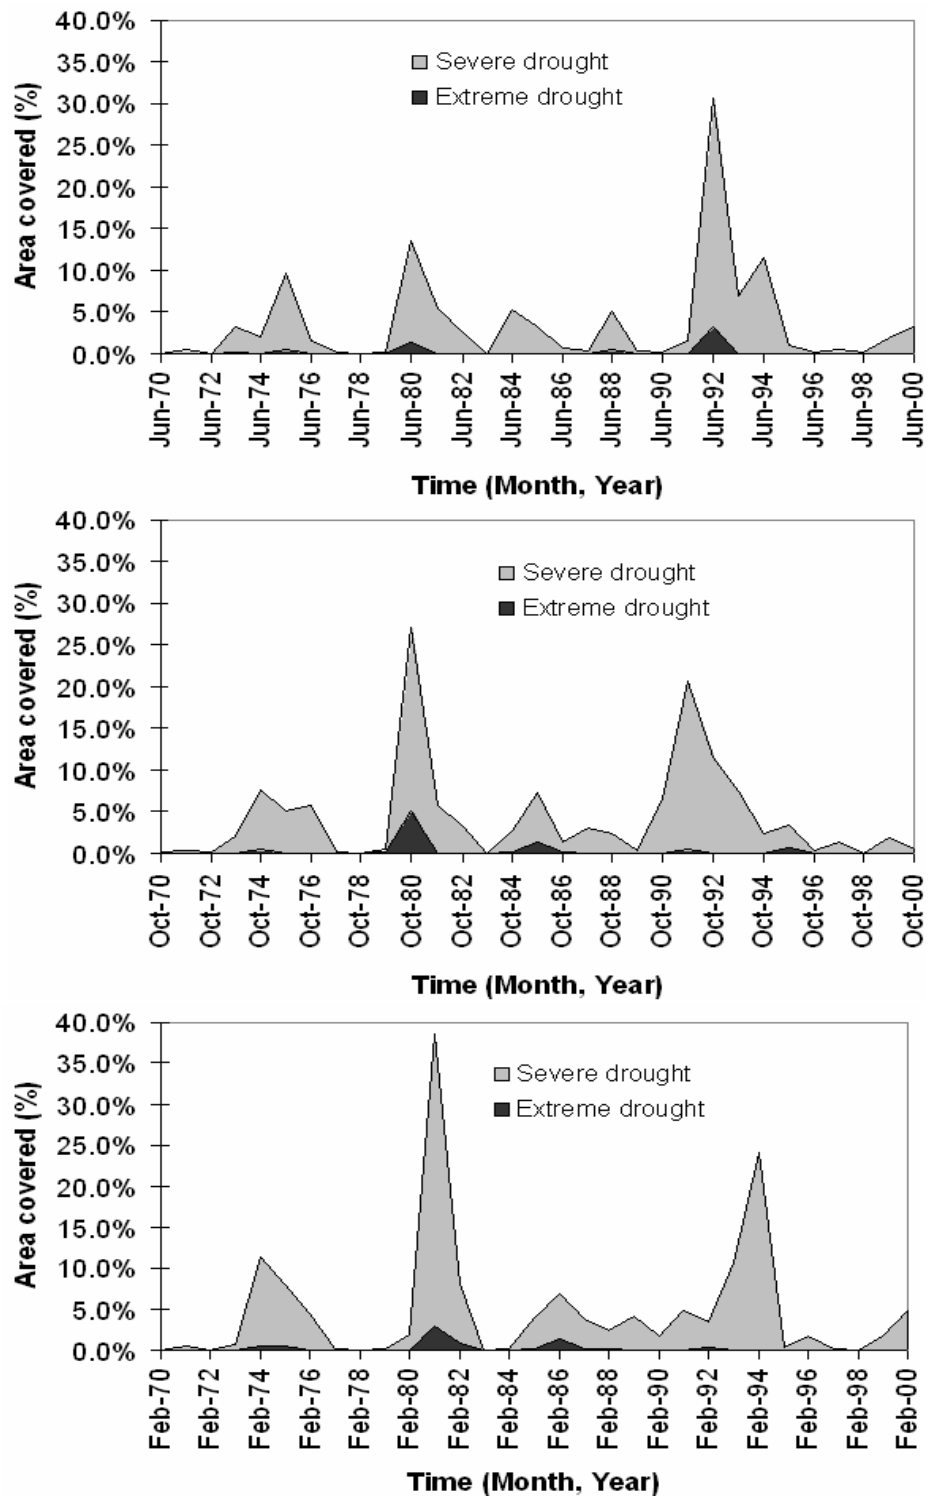 40.0%
35.0%
30.0%
25.0%
20.0%
15.0%
10.0%
5.0%
0.0%
Area covered (%)
Severe drought
Extreme drought
Jun-70 Jun-72 Jun-74 Jun-76 Jun-78 Jun-80 Jun-82 Jun-84 Jun-86 Jun-88 Jun-90 Jun-92 Jun-94 Jun-96 Jun-98 Jun-00
Time (Month, Year)
40.0%
35.0%
30.0%
25.0%
20.0%
15.0%
10.0%
5.0%
0.0%
Area covered (%)
Severe drought
Extreme drought
Oct-70 Oct-72 Oct-74 Oct-76 Oct-78 Oct-80 Oct-82 Oct-84 Oct-86 Oct-88 Oct-90 Oct-92 Oct-94 Oct-96 Oct-98 Oct-00
Time (Month, Year)
40.0%
35.0%
30.0%
25.0%
20.0%
15.0%
10.0%
5.0%
0.0%
Area covered (%)
Severe drought
Extreme drought
Feb-70 Feb-72 Feb-74 Feb-76 Feb-78 Feb-80 Feb-82 Feb-84 Feb-86 Feb-88 Feb-90 Feb-92 Feb-94 Feb-96 Feb-98 Feb-00
Time (Month, Year)